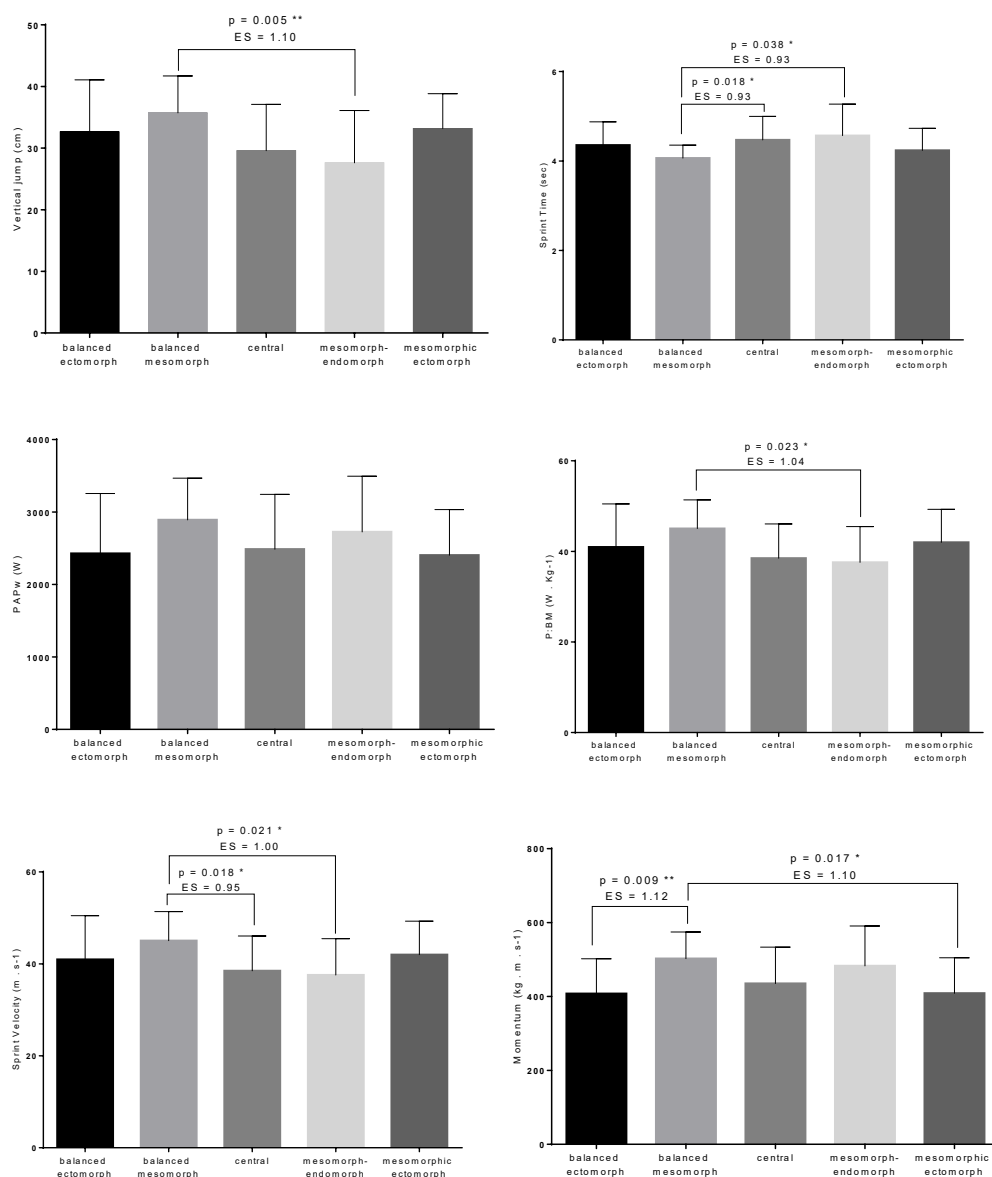 p = 0.005 **
ES = 1.10
50
40
30
20
10
0
Vertical jump (cm)
balanced ectomorph
balanced mesomorph
central
mesomorph-endomorph
mesomorphic ectomorph
p = 0.038 *
ES = 0.93
p = 0.018 *
ES = 0.93
6
4
2
0
Sprint Time (sec)
balanced ectomorph
balanced mesomorph
central
mesomorph-endomorph
mesomorphic ectomorph
4000
3000
2000
1000
0
PAPw (W)
balanced ectomorph
balanced mesomorph
central
mesomorph-endomorph
mesomorphic ectomorph
p = 0.023 *
ES = 1.04
60
40
20
0
P:BM (W . Kg-1)
balanced ectomorph
balanced mesomorph
central
mesomorph-endomorph
mesomorphic ectomorph
p = 0.021 *
ES = 1.00
p = 0.018 *
ES = 0.95
60
40
20
0
Sprint Velocity (m . s-1)
balanced ectomorph
balanced mesomorph
central
mesomorph-endomorph
mesomorphic ectomorph
p = 0.017 *
ES = 1.10
p = 0.009 **
ES = 1.12
800
600
400
200
0
Momentum (kg . m . s-1)
balanced ectomorph
balanced mesomorph
central
mesomorph-endomorph
mesomorphic ectomorph